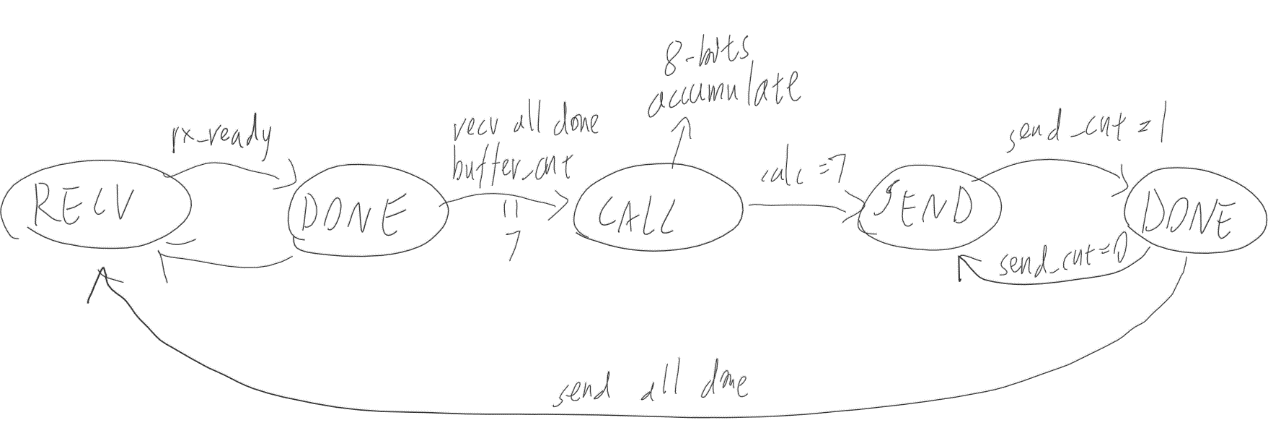 8-bits
accumulate
rx_ready
recv all done
buffer_cnt
=
7
send_cnt = 1
calc = 7
RECV
DONE
CALL
SEND
DONE
send_cnt = 0
send all done